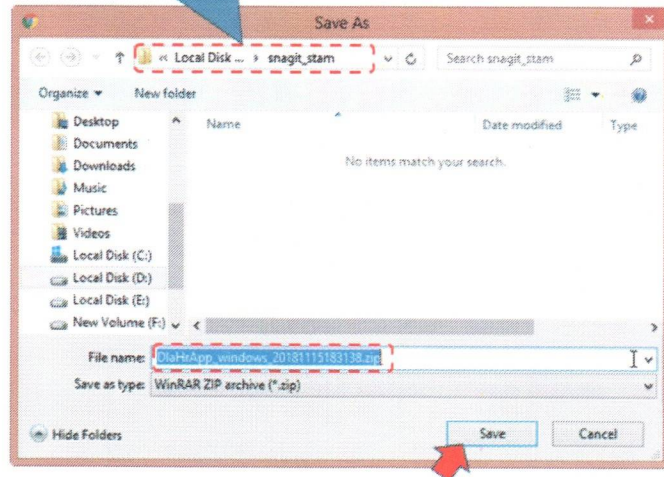 Save As
« Local Disk ... › snagit_stam
Search snagit_stam
Organize
New folder
Name
Date modified
Type
Desktop
Documents
Downloads
Music
Pictures
Videos
Local Disk (C:)
Local Disk (D:)
Local Disk (E:)
New Volume (F:)
No items match your search.
File name: DlaHrApp_windows_20181115183138.zip
Save as type: WinRAR ZIP archive (*.zip)
Hide Folders
Save
Cancel